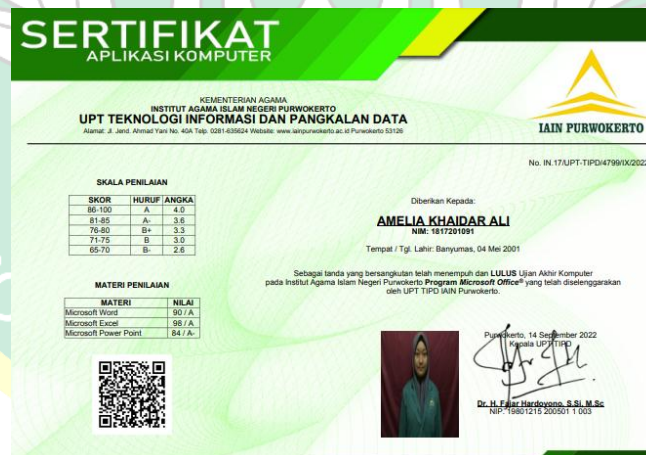 SERTIFIKAT
APLIKASI KOMPUTER
KEMENTERIAN AGAMA
INSTITUT AGAMA ISLAM NEGERI PURWOKERTO
UPT TEKNOLOGI INFORMASI DAN PANGKALAN DATA
Alamat: Jl. Jend. Ahmad Yani No. 40A Telp. 0281-635624 Website: www.iainpurwokerto.ac.id Purwokerto 53126
IAIN PURWOKERTO
No. IN.17/UPT-TIPD/4799/IX/2022
SKALA PENILAIAN
SKOR HURUF ANGKA
86-100 A 4.0
81-85 A- 3.6
76-80 B+ 3.3
71-75 B 3.0
65-70 B- 2.6
MATERI PENILAIAN
MATERI NILAI
Microsoft Word 90 / A
Microsoft Excel 98 / A
Microsoft Power Point 84 / A-
Diberikan Kepada:
AMELIA KHAIDAR ALI
NIM: 1817201091
Tempat / Tgl. Lahir: Banyumas, 04 Mei 2001
Sebagai tanda yang bersangkutan telah menempuh dan LULUS Ujian Akhir Komputer
pada Institut Agama Islam Negeri Purwokerto Program Microsoft Office® yang telah diselenggarakan
oleh UPT TIPD IAIN Purwokerto.
Purwokerto, 14 September 2022
Kepala UPT TIPD
Dr. H. Fajar Hardoyono, S.Si, M.Sc
NIP. 19801215 200501 1 003